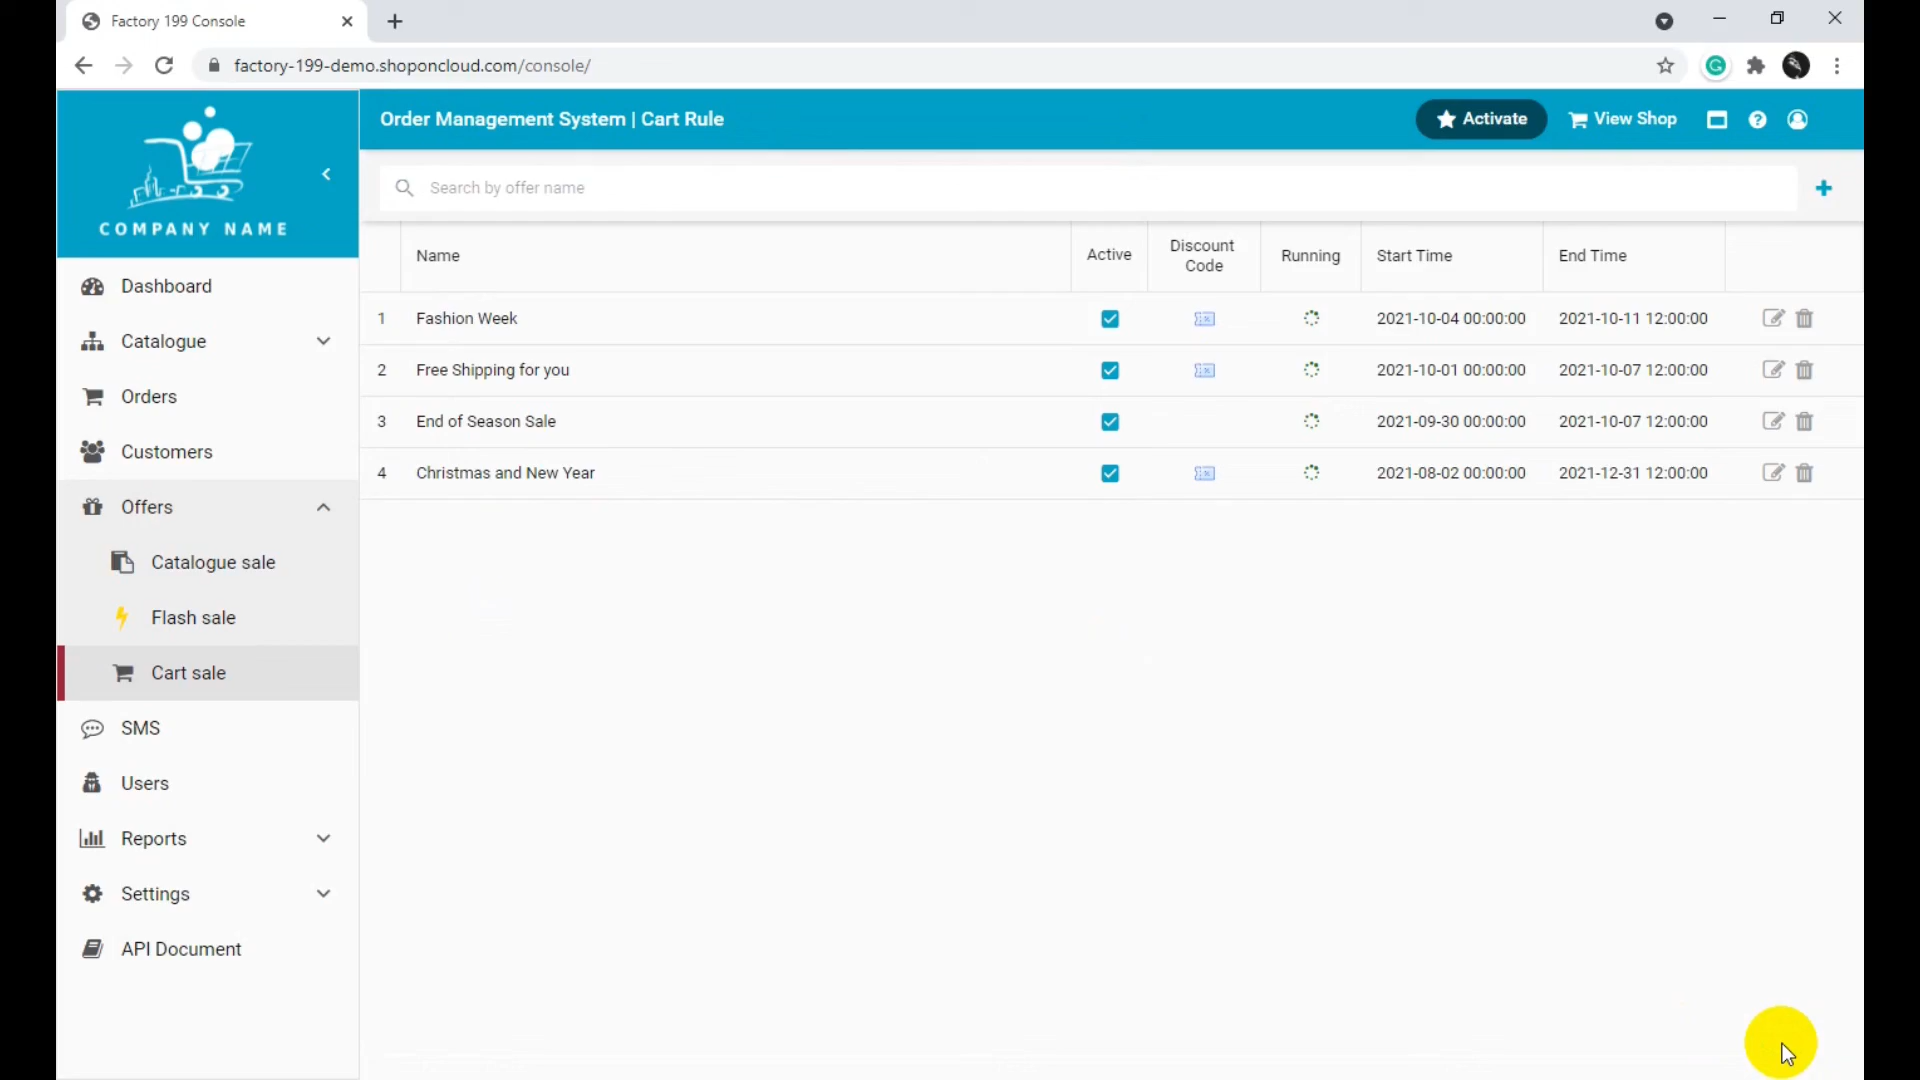 Factory 199 Console
factory-199-demo.shoponcloud.com/console/
COMPANY NAME
Order Management System | Cart Rule
Activate
View Shop
Search by offer name
Name
Active
Discount
Code
Running
Start Time
End Time
1 Fashion Week 2021-10-04 00:00:00 2021-10-11 12:00:00
2 Free Shipping for you 2021-10-01 00:00:00 2021-10-07 12:00:00
3 End of Season Sale 2021-09-30 00:00:00 2021-10-07 12:00:00
4 Christmas and New Year 2021-08-02 00:00:00 2021-12-31 12:00:00
Dashboard
Catalogue
Orders
Customers
Offers
Catalogue sale
Flash sale
Cart sale
SMS
Users
Reports
Settings
API Document